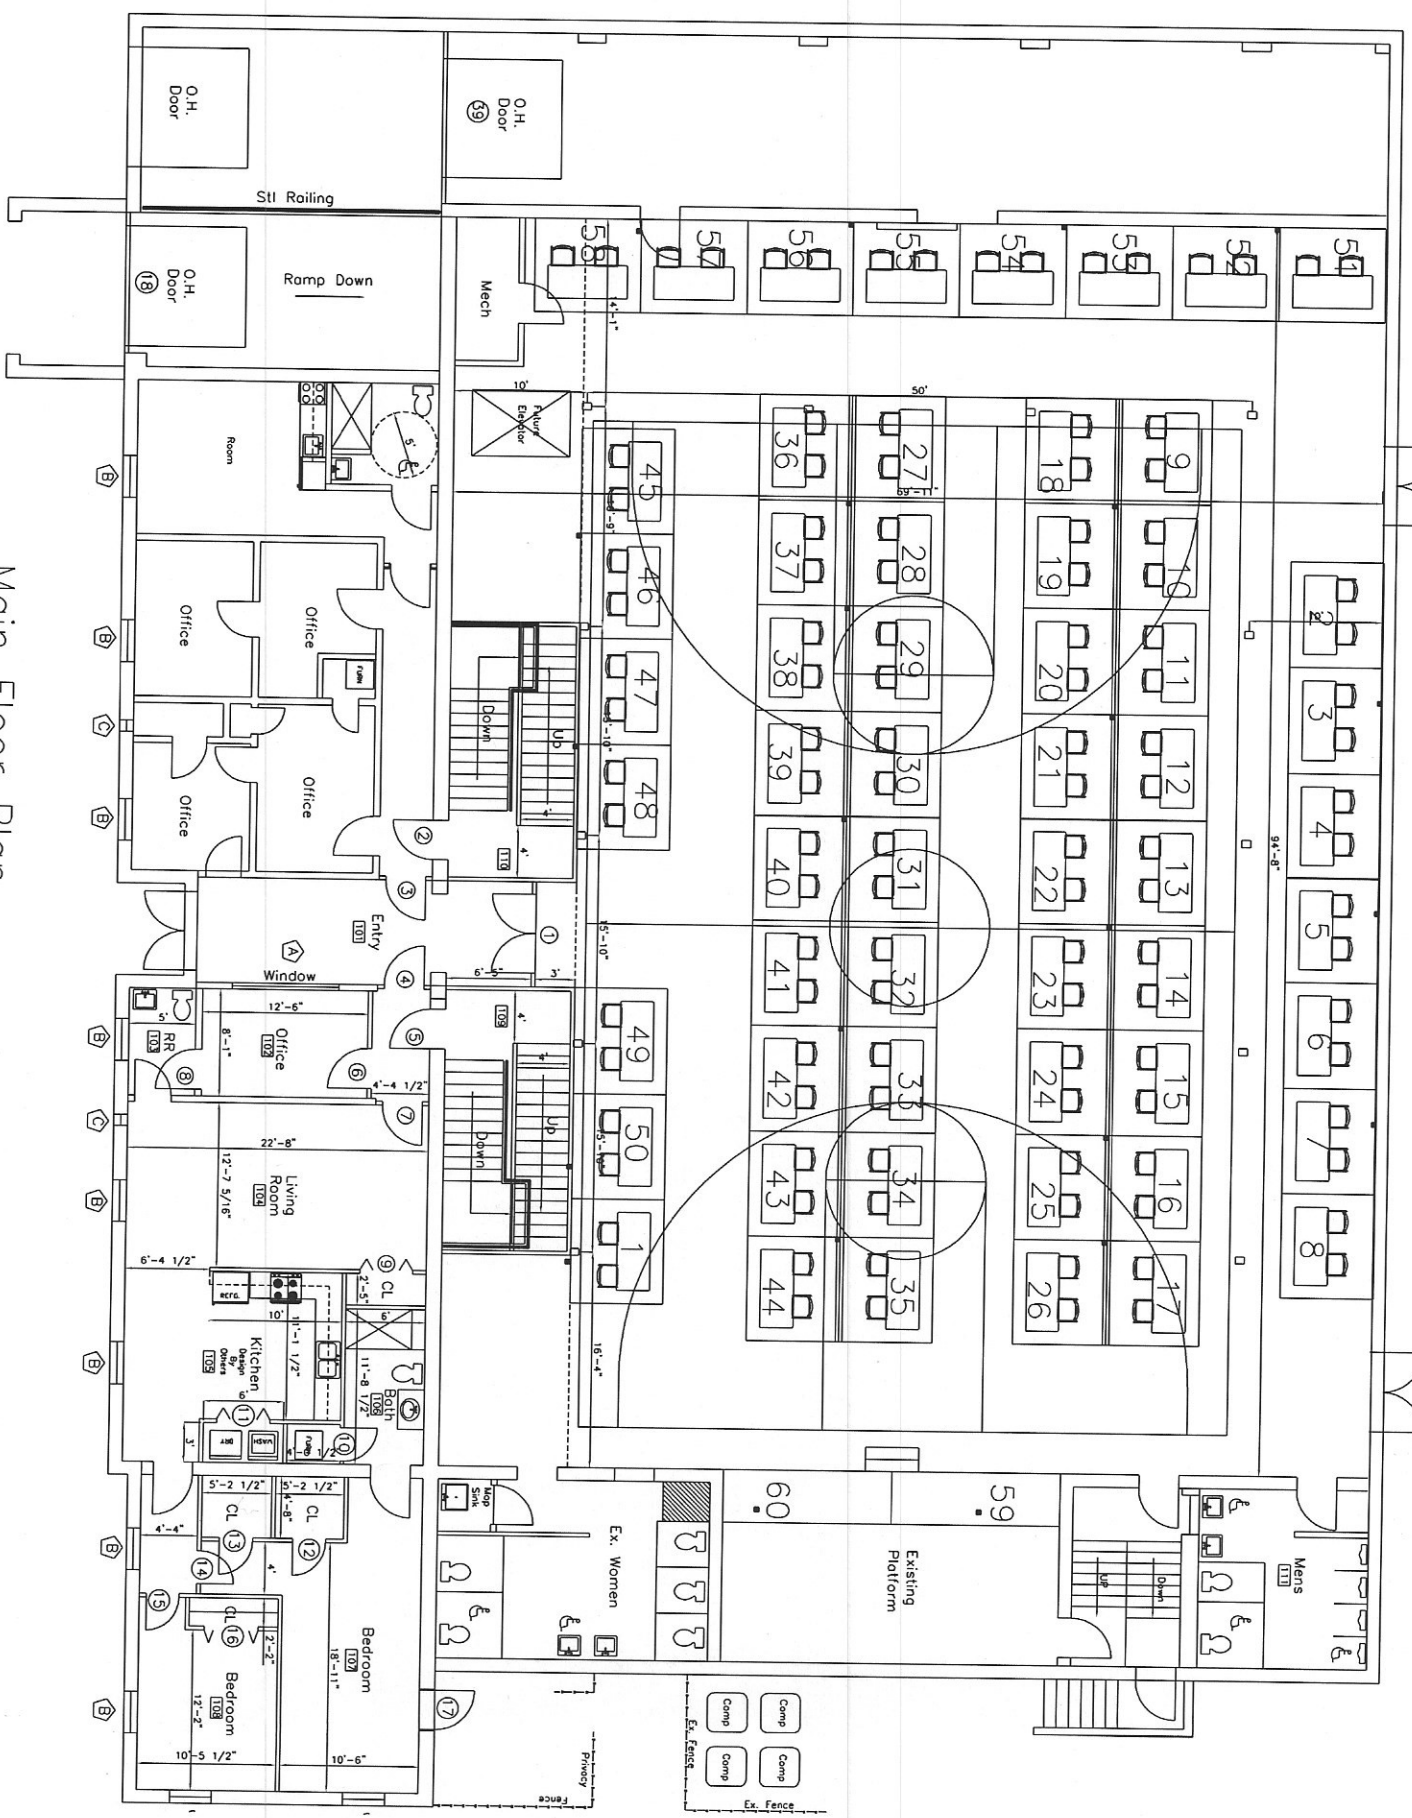 Main Floor Plan
O.H.
Door
O.H.
Door
39
Stl Railing
O.H.
Door
18
Ramp Down
Mech
58
57
56
55
54
53
52
51
14'-1"
10'
Future
Elevator
50'
69'-11"
94'-8"
Room
5'
B
36
27
18
9
45
37
28
19
10
46
38
29
20
11
47
39
30
21
12
48
40
31
22
13
41
32
23
14
49
42
33
24
15
50
43
34
25
16
1
44
35
26
17
2
3
4
5
6
7
8
Office
Office
FURN
B
C
Office
Office
B
Down
Up
4'
4'
110
2
3
Entry
101
A
Window
4
1
6'-5"
3'
15'-10"
12'-6"
Office
102
8'-1"
5'
RR
103
8
6
5
109
4'
4'
4'-4 1/2"
7
B
C
22'-8"
Living
Room
104
12'-7 5/16"
B
Down
Up
6'-4 1/2"
9
CL
2'-5"
10'
6'
11'-1 1/2"
Kitchen
Design
By
Others
105
B
11'-8 1/2"
Bath
106
6'
11
3'
DRY
WASH
FURN
10
16'-4"
5'-2 1/2"
5'-2 1/2"
4'-8"
CL
CL
13
12
4'-4"
4'
14
15
B
CL
16
2'-2"
Bedroom
107
18'-11"
Bedroom
108
12'-2"
10'-5 1/2"
10'-6"
B
17
Mop
Sink
Ex. Women
60
59
Existing
Platform
UP
Down
Mens
111
Comp
Comp
Comp
Comp
Ex. Fence
Ex. Fence
Privacy
Fence